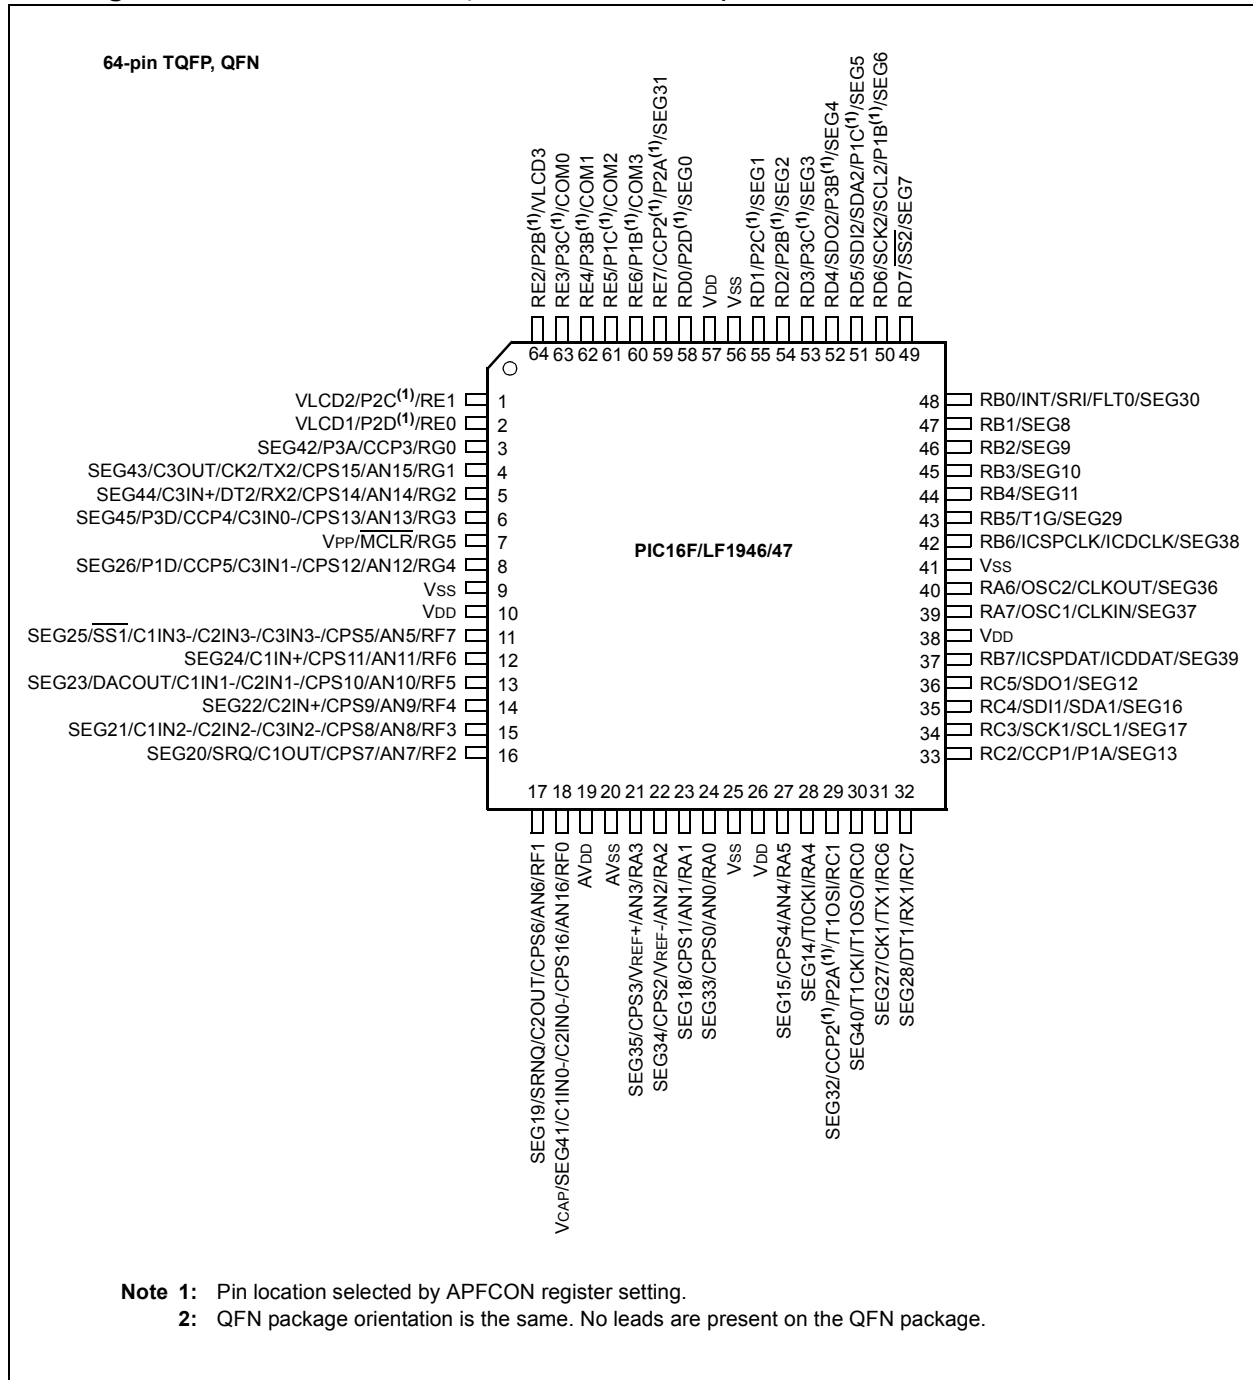 64-pin TQFP, QFN
RE2/P2B(1)/VLCD3
RE3/P3C(1)/COM0
RE4/P3B(1)/COM1
RE5/P1C(1)/COM2
RE6/P1B(1)/COM3
RE7/CCP2(1)/P2A(1)/SEG31
RD0/P2D(1)/SEG0
VDD
VSS
RD1/P2C(1)/SEG1
RD2/P2B(1)/SEG2
RD3/P3C(1)/SEG3
RD4/SDO2/P3B(1)/SEG4
RD5/SDI2/SDA2/P1C(1)/SEG5
RD6/SCK2/SCL2/P1B(1)/SEG6
RD7/SS2/SEG7
64 63 62 61 60 59 58 57 56 55 54 53 52 51 50 49
VLCD2/P2C(1)/RE1 1
VLCD1/P2D(1)/RE0 2
SEG42/P3A/CCP3/RG0 3
SEG43/C3OUT/CK2/TX2/CPS15/AN15/RG1 4
SEG44/C3IN+/DT2/RX2/CPS14/AN14/RG2 5
SEG45/P3D/CCP4/C3IN0-/CPS13/AN13/RG3 6
VPP/MCLR/RG5 7
SEG26/P1D/CCP5/C3IN1-/CPS12/AN12/RG4 8
VSS 9
VDD 10
SEG25/SS1/C1IN3-/C2IN3-/C3IN3-/CPS5/AN5/RF7 11
SEG24/C1IN+/CPS11/AN11/RF6 12
SEG23/DACOUT/C1IN1-/C2IN1-/CPS10/AN10/RF5 13
SEG22/C2IN+/CPS9/AN9/RF4 14
SEG21/C1IN2-/C2IN2-/C3IN2-/CPS8/AN8/RF3 15
SEG20/SRQ/C1OUT/CPS7/AN7/RF2 16
PIC16F/LF1946/47
48 RB0/INT/SRI/FLT0/SEG30
47 RB1/SEG8
46 RB2/SEG9
45 RB3/SEG10
44 RB4/SEG11
43 RB5/T1G/SEG29
42 RB6/ICSPCLK/ICDCLK/SEG38
41 VSS
40 RA6/OSC2/CLKOUT/SEG36
39 RA7/OSC1/CLKIN/SEG37
38 VDD
37 RB7/ICSPDAT/ICDDAT/SEG39
36 RC5/SDO1/SEG12
35 RC4/SDI1/SDA1/SEG16
34 RC3/SCK1/SCL1/SEG17
33 RC2/CCP1/P1A/SEG13
17 18 19 20 21 22 23 24 25 26 27 28 29 30 31 32
SEG19/SRNQ/C2OUT/CPS6/AN6/RF1
VCAP/SEG41/C1IN0-/C2IN0-/CPS16/AN16/RF0
AVDD
AVSS
SEG35/CPS3/VREF+/AN3/RA3
SEG34/CPS2/VREF-/AN2/RA2
SEG18/CPS1/AN1/RA1
SEG33/CPS0/AN0/RA0
VSS
VDD
SEG15/CPS4/AN4/RA5
SEG14/T0CKI/RA4
SEG32/CCP2(1)/P2A(1)/T1OSI/RC1
SEG40/T1CKI/T1OSO/RC0
SEG27/CK1/TX1/RC6
SEG28/DT1/RX1/RC7
Note 1: Pin location selected by APFCON register setting.
2: QFN package orientation is the same. No leads are present on the QFN package.